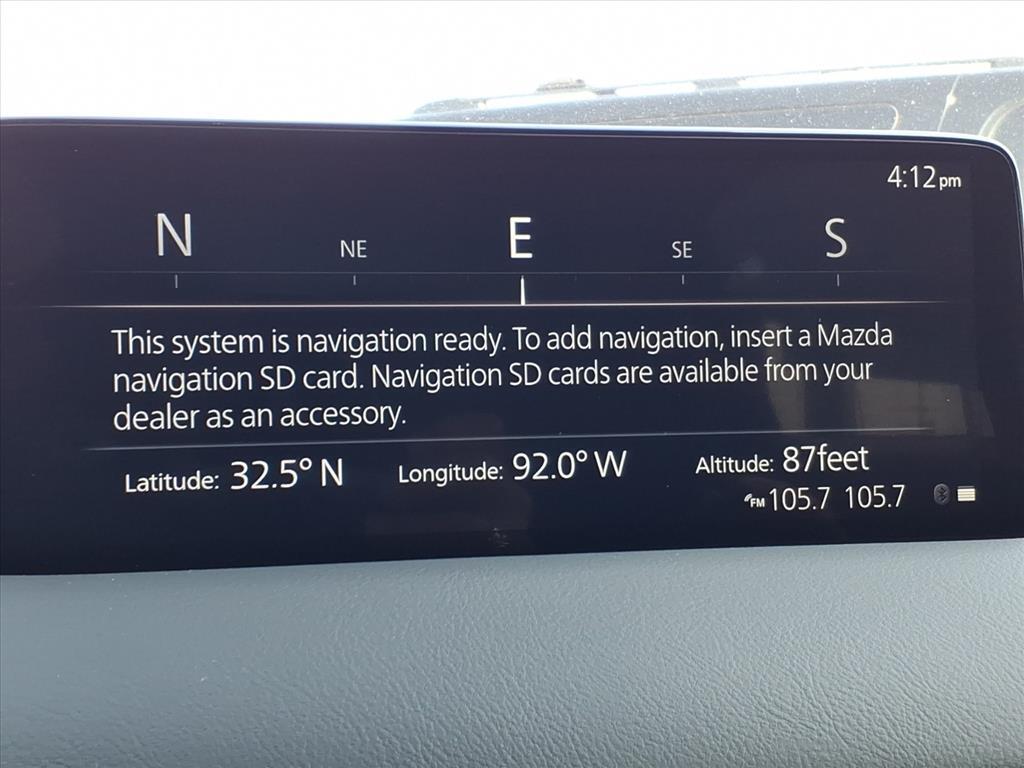 4:12 pm
N NE E SE S
This system is navigation ready. To add navigation, insert a Mazda
navigation SD card. Navigation SD cards are available from your
dealer as an accessory.
Latitude: 32.5° N Longitude: 92.0° W Altitude: 87feet
FM 105.7 105.7